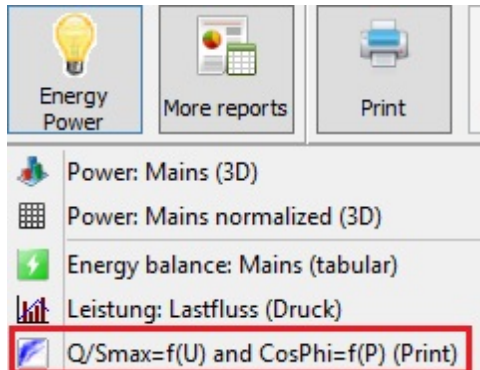 Energy
Power
More reports
Print
Power: Mains (3D)
Power: Mains normalized (3D)
Energy balance: Mains (tabular)
Leistung: Lastfluss (Druck)
Q/Smax=f(U) and CosPhi=f(P) (Print)